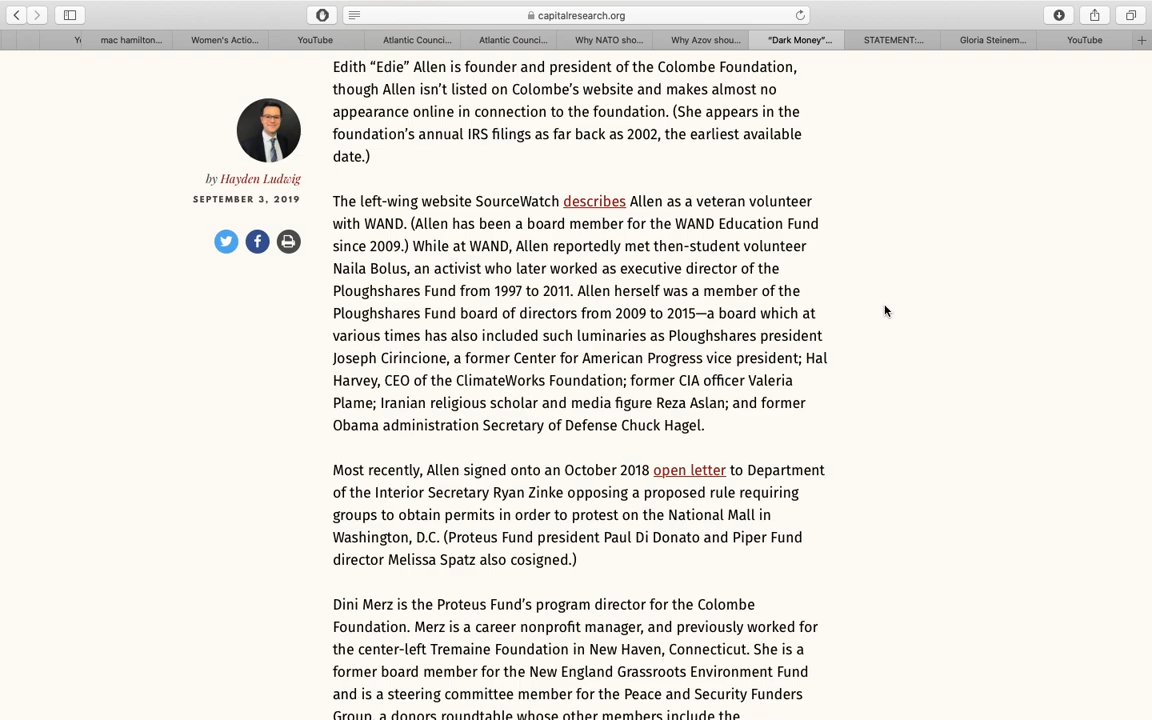 capitalresearch.org
Yo
mac hamilton...
Women's Actio...
YouTube
Atlantic Counci...
Atlantic Counci...
Why NATO sho...
Why Azov shou...
"Dark Money"...
STATEMENT:...
Gloria Steinem...
YouTube
by Hayden Ludwig
SEPTEMBER 3, 2019
Edith “Edie” Allen is founder and president of the Colombe Foundation,
though Allen isn’t listed on Colombe’s website and makes almost no
appearance online in connection to the foundation. (She appears in the
foundation’s annual IRS filings as far back as 2002, the earliest available
date.)
The left-wing website SourceWatch describes Allen as a veteran volunteer
with WAND. (Allen has been a board member for the WAND Education Fund
since 2009.) While at WAND, Allen reportedly met then-student volunteer
Naila Bolus, an activist who later worked as executive director of the
Ploughshares Fund from 1997 to 2011. Allen herself was a member of the
Ploughshares Fund board of directors from 2009 to 2015—a board which at
various times has also included such luminaries as Ploughshares president
Joseph Cirincione, a former Center for American Progress vice president; Hal
Harvey, CEO of the ClimateWorks Foundation; former CIA officer Valeria
Plame; Iranian religious scholar and media figure Reza Aslan; and former
Obama administration Secretary of Defense Chuck Hagel.
Most recently, Allen signed onto an October 2018 open letter to Department
of the Interior Secretary Ryan Zinke opposing a proposed rule requiring
groups to obtain permits in order to protest on the National Mall in
Washington, D.C. (Proteus Fund president Paul Di Donato and Piper Fund
director Melissa Spatz also cosigned.)
Dini Merz is the Proteus Fund’s program director for the Colombe
Foundation. Merz is a career nonprofit manager, and previously worked for
the center-left Tremaine Foundation in New Haven, Connecticut. She is a
former board member for the New England Grassroots Environment Fund
and is a steering committee member for the Peace and Security Funders
Group, a donors roundtable whose other members include the